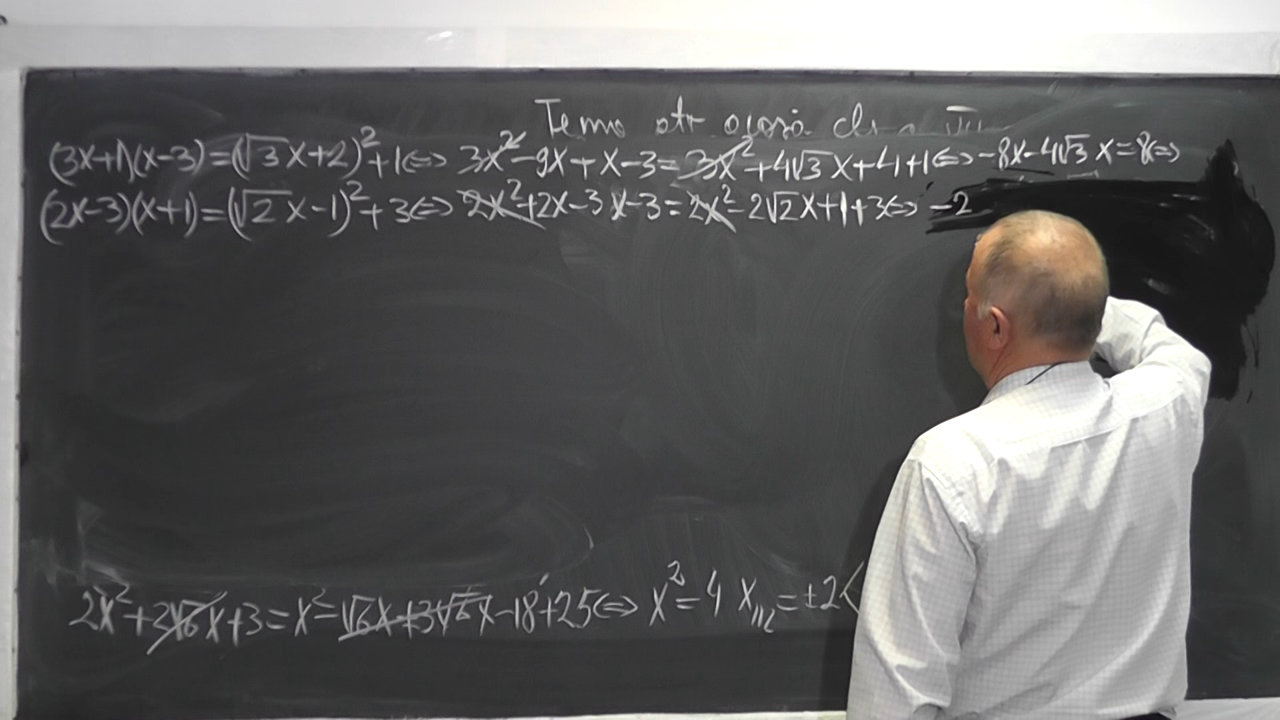 (3x+1)(x-3)=(√3x+2)²+1⇔3x²-9x+x-3=3x²+4√3x+4+1⇔-8x-4√3x=8⇔
(2x-3)(x+1)=(√2x-1)²+3⇔2x²+2x-3x-3=2x²-2√2x+1+3⇔-2
2x²+2√6x+3=x²-√6x+3√6x-18+25⇔x²=4 x₁,₂=±2<